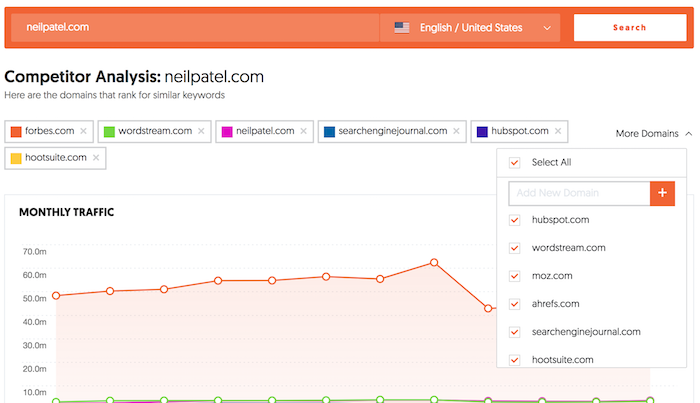 neilpatel.com English / United States Search
Competitor Analysis: neilpatel.com
Here are the domains that rank for similar keywords
forbes.com × wordstream.com × neilpatel.com × searchenginejournal.com × hubspot.com × More Domains
hootsuite.com ×
Select All
Add New Domain +
MONTHLY TRAFFIC
hubspot.com
wordstream.com
moz.com
ahrefs.com
searchenginejournal.com
hootsuite.com
70.0m
60.0m
50.0m
40.0m
30.0m
20.0m
10.0m